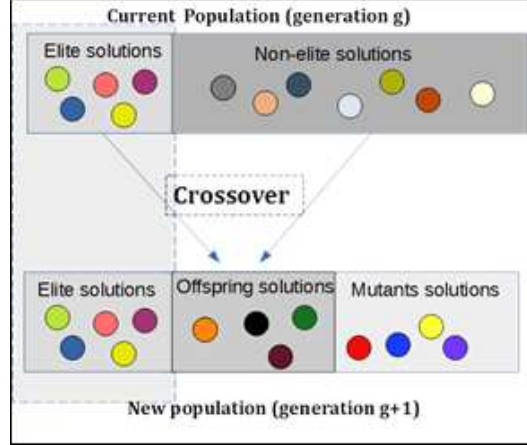 Current Population (generation g)
Elite solutions
Non-elite solutions
Crossover
Elite solutions
Offspring solutions
Mutants solutions
New population (generation g+1)